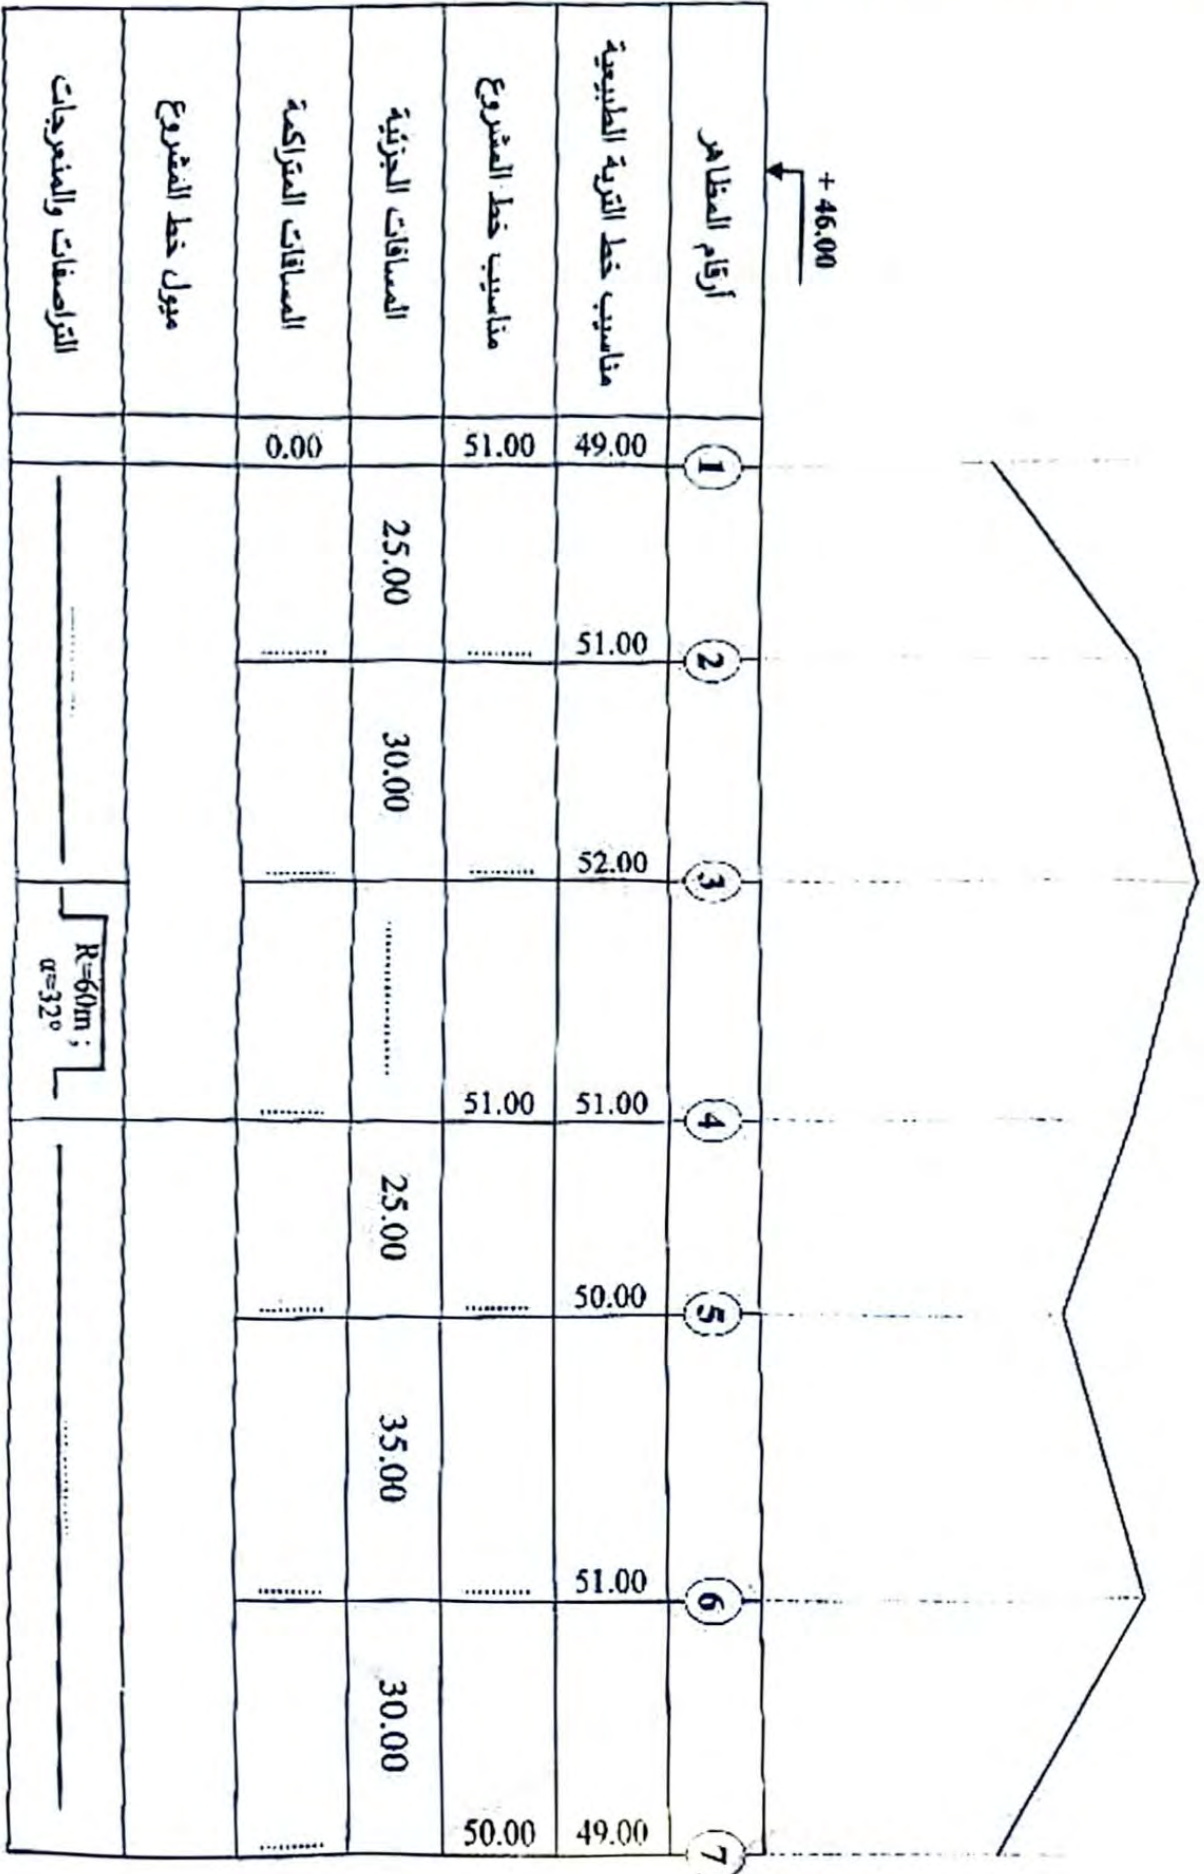 + 46.00
أرقام المظاهر
1 2 3 4 5 6 7
مناسيب خط التربة الطبيعية
49.00 51.00 52.00 51.00 50.00 51.00 49.00
مناسيب خط المشروع
51.00 ......... ......... 51.00 ......... ......... 50.00
المسافات الجزئية
25.00 30.00 .................... 25.00 35.00 30.00
المسافات المتراكمة
0.00 ......... ......... ......... ......... ......... .........
ميول خط المشروع
التراصفات والمنعرجات
................ R=60m ; ................
α=32°